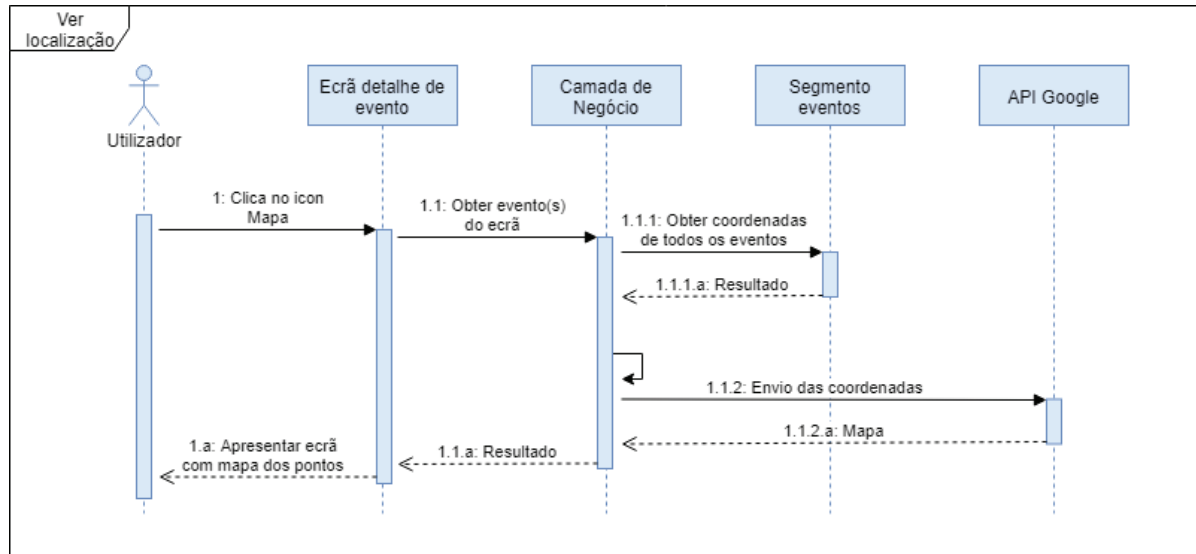 Ver
localização
Utilizador
Ecrã detalhe de
evento
Camada de
Negócio
Segmento
eventos
API Google
1: Clica no icon
Mapa
1.1: Obter evento(s)
do ecrã
1.1.1: Obter coordenadas
de todos os eventos
1.1.1.a: Resultado
1.1.2: Envio das coordenadas
1.1.2.a: Mapa
1.1.a: Resultado
1.a: Apresentar ecrã
com mapa dos pontos